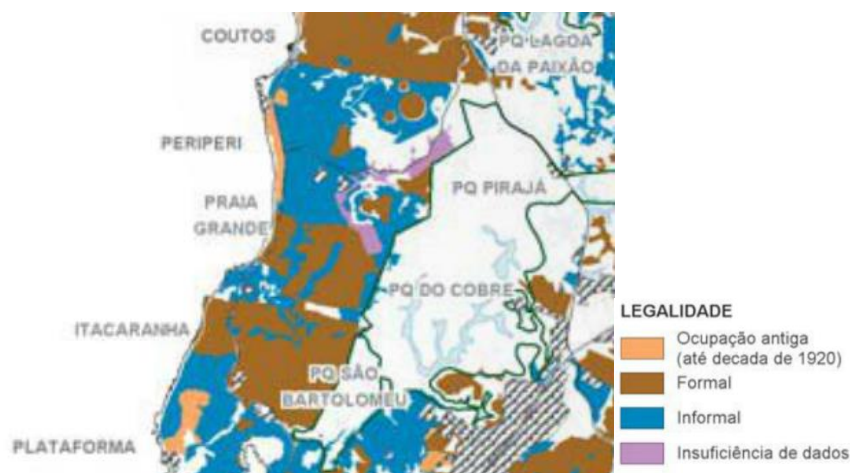 COUTOS
PQ LAGOA
DA PAIXÃO
PERIPERI
PQ PIRAJÁ
PRAIA
GRANDE
PQ DO COBRE
ITACARANHA
PQ SÃO
BARTOLOMEU
PLATAFORMA
LEGALIDADE
Ocupação antiga
(até decada de 1920)
Formal
Informal
Insuficiência de dados